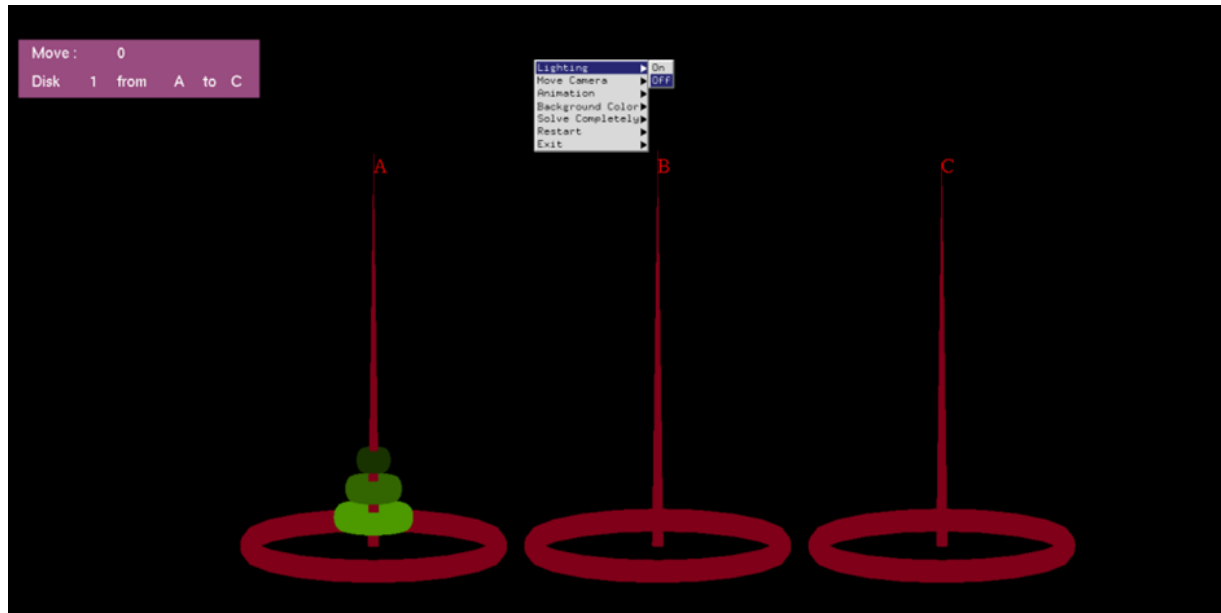 Move : 0
Disk 1 from A to C
Lighting On
Move Camera Off
Animation
Background Color
Solve Completely
Restart
Exit
A B C